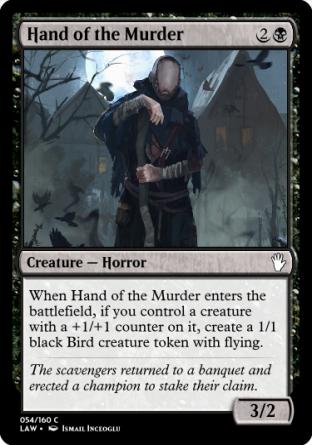 Hand of the Murder 2
Creature — Horror
When Hand of the Murder enters the
battlefield, if you control a creature
with a +1/+1 counter on it, create a 1/1
black Bird creature token with flying.
The scavengers returned to a banquet and
erected a champion to stake their claim.
3/2
054/160 C
LAW • Ismail Inceoglu